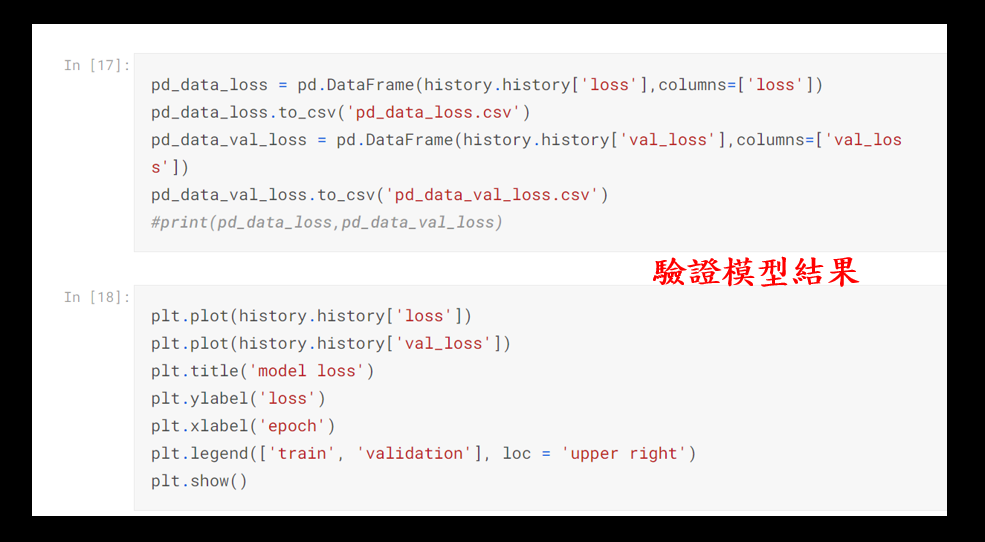 In [17]:
pd_data_loss = pd.DataFrame(history.history['loss'],columns=['loss'])
pd_data_loss.to_csv('pd_data_loss.csv')
pd_data_val_loss = pd.DataFrame(history.history['val_loss'],columns=['val_los
s'])
pd_data_val_loss.to_csv('pd_data_val_loss.csv')
#print(pd_data_loss,pd_data_val_loss)
驗證模型結果
In [18]:
plt.plot(history.history['loss'])
plt.plot(history.history['val_loss'])
plt.title('model loss')
plt.ylabel('loss')
plt.xlabel('epoch')
plt.legend(['train', 'validation'], loc = 'upper right')
plt.show()